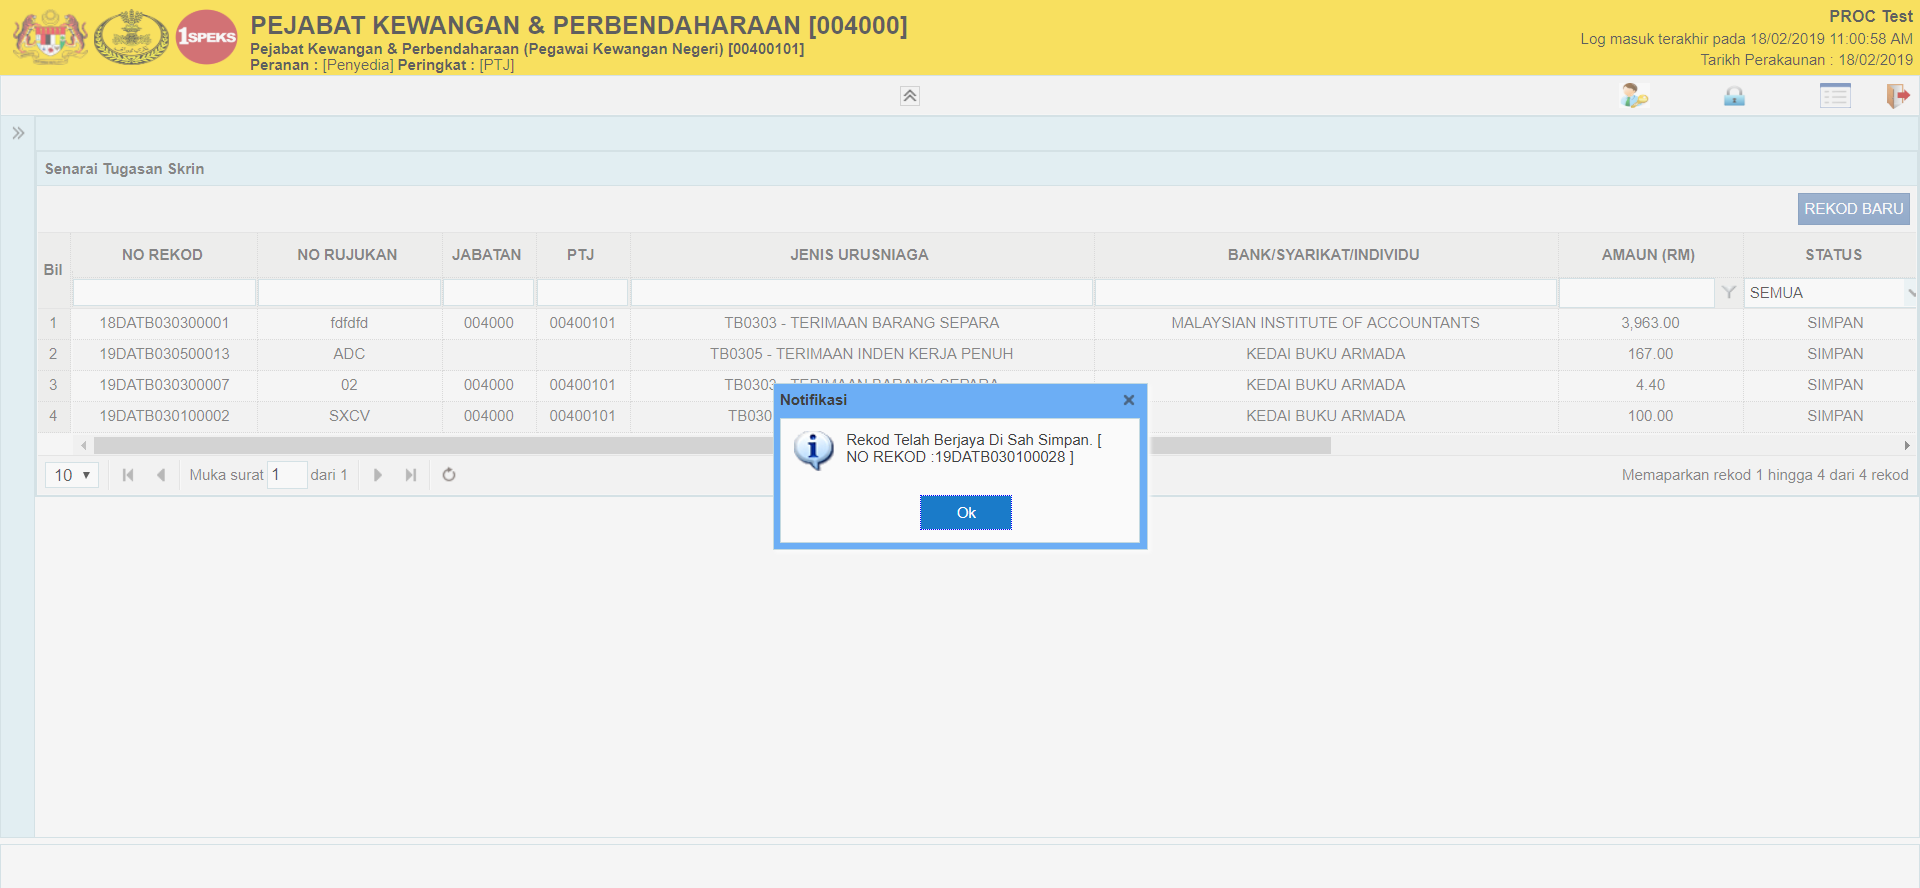 1SPEKS
PEJABAT KEWANGAN & PERBENDAHARAAN [004000]
Pejabat Kewangan & Perbendaharaan (Pegawai Kewangan Negeri) [00400101]
Peranan : [Penyedia] Peringkat : [PTJ]
PROC Test
Log masuk terakhir pada 18/02/2019 11:00:58 AM
Tarikh Perakaunan : 18/02/2019
Senarai Tugasan Skrin
REKOD BARU
Bil NO REKOD NO RUJUKAN JABATAN PTJ JENIS URUSNIAGA BANK/SYARIKAT/INDIVIDU AMAUN (RM) STATUS
SEMUA
1 18DATB030300001 fdfdfd 004000 00400101 TB0303 - TERIMAAN BARANG SEPARA MALAYSIAN INSTITUTE OF ACCOUNTANTS 3,963.00 SIMPAN
2 19DATB030500013 ADC TB0305 - TERIMAAN INDEN KERJA PENUH KEDAI BUKU ARMADA 167.00 SIMPAN
3 19DATB030300007 02 004000 00400101 TB0303 - TERIMAAN BARANG SEPARA KEDAI BUKU ARMADA 4.40 SIMPAN
4 19DATB030100002 SXCV 004000 00400101 TB030 KEDAI BUKU ARMADA 100.00 SIMPAN
10 Muka surat 1 dari 1
Memaparkan rekod 1 hingga 4 dari 4 rekod
Notifikasi
Rekod Telah Berjaya Di Sah Simpan. [
NO REKOD :19DATB030100028 ]
Ok